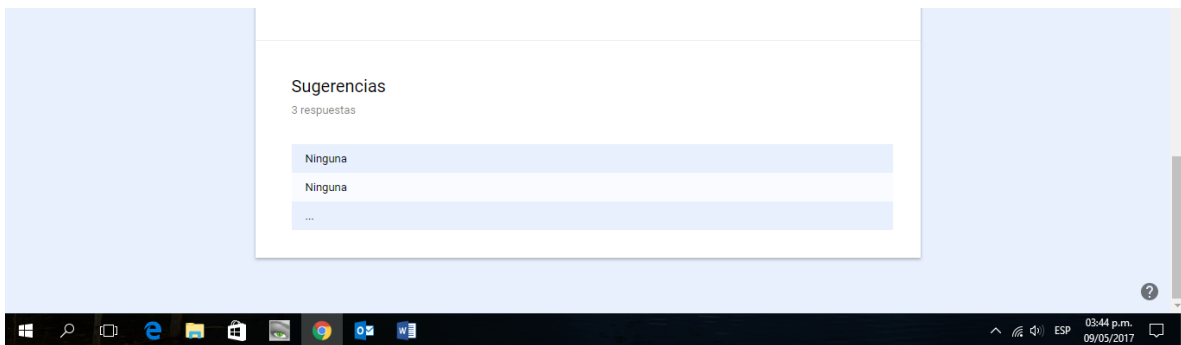 Sugerencias
3 respuestas
Ninguna
Ninguna
...
ESP
03:44 p.m.
09/05/2017